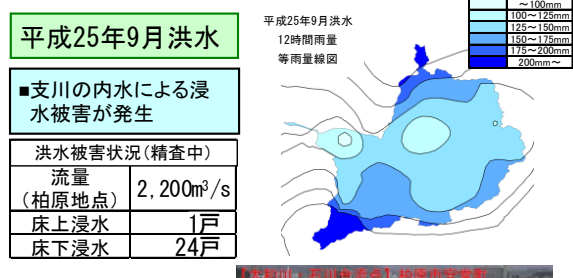 平成25年9月洪水
■支川の内水による浸
水被害が発生
洪水被害状況(精査中)
流量
(柏原地点)
2,200m³/s
床上浸水
1戸
床下浸水
24戸
平成25年9月洪水
12時間雨量
等雨量線図
～100mm
100～125mm
125～150mm
150～175mm
175～200mm
200mm～